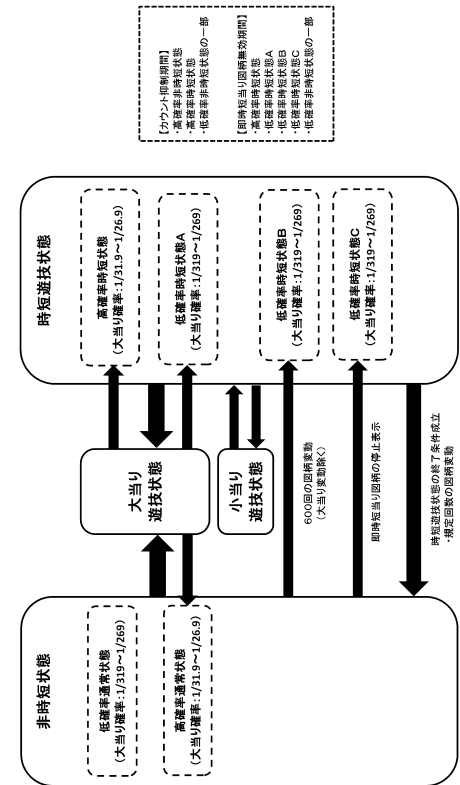 非時短状態
低確率通常状態
(大当り確率:1/319~1/269)
高確率通常状態
(大当り確率:1/31.9~1/26.9)
大当り
遊技状態
小当り
遊技状態
600回の図柄変動
(大当り変動除く)
即時短当り図柄の停止表示
時短遊技状態の終了条件成立
・規定回数の図柄変動
時短遊技状態
高確率時短状態
(大当り確率:1/31.9~1/26.9)
低確率時短状態A
(大当り確率:1/319~1/269)
低確率時短状態B
(大当り確率:1/319~1/269)
低確率時短状態C
(大当り確率:1/319~1/269)
【カウント抑制期間】
・高確率非時短状態
・高確率時短状態
・低確率非時短状態の一部
【即時短当り図柄無効期間】
・高確率時短状態
・低確率時短状態A
・低確率時短状態B
・低確率時短状態C
・低確率非時短状態の一部